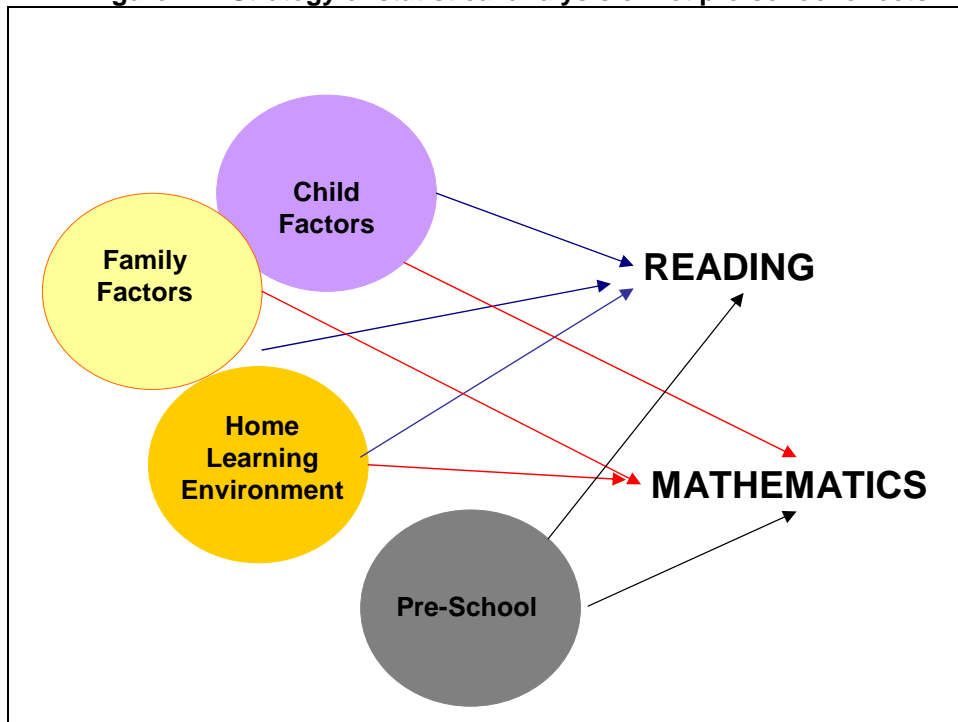 Child
Factors
Family
Factors
READING
Home
Learning
Environment
MATHEMATICS
Pre-School